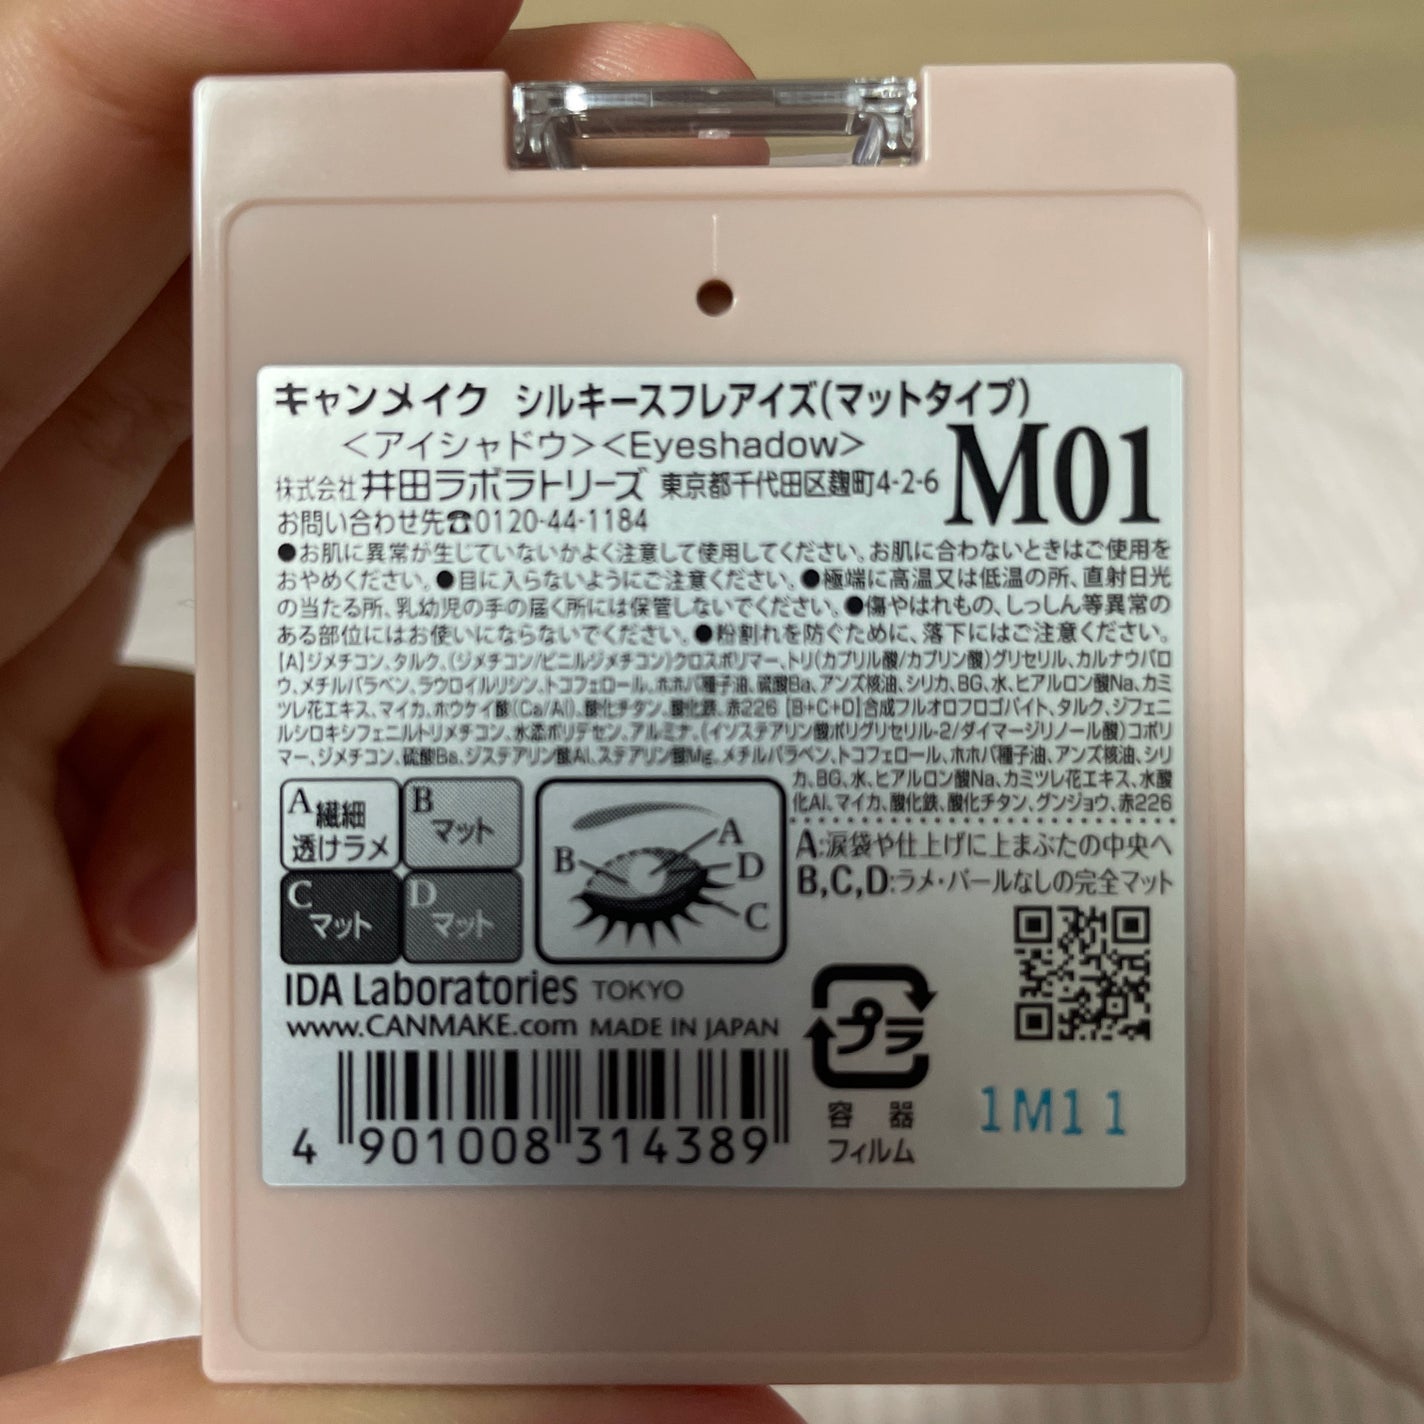 キャンメイク シルキースフレアイズ(マットタイプ)
<アイシャドウ><Eyeshadow>
M01
株式会社 井田ラボラトリーズ 東京都千代田区麹町4-2-6
お問い合わせ先☎0120-44-1184
●お肌に異常が生じていないかよく注意して使用してください。お肌に合わないときはご使用を
おやめください。●目に入らないようにご注意ください。●極端に高温又は低温の所、直射日光
の当たる所、乳幼児の手の届く所には保管しないでください。●傷やはれもの、しっしん等異常の
ある部位にはお使いにならないでください。●粉割れを防ぐために、落下にはご注意ください。
[A]ジメチコン、タルク、(ジメチコン/ビニルジメチコン)クロスポリマー、トリ(カプリル酸/カプリン酸)グリセリル、カルナウバロ
ウ、メチルパラベン、ラウロイルリシン、トコフェロール、ホホバ種子油、硫酸Ba、アンズ核油、シリカ、BG、水、ヒアルロン酸Na、カミ
ツレ花エキス、マイカ、ホウケイ酸(Ca/Al)、酸化チタン、酸化鉄、赤226 [B+C+D]合成フルオロフロゴパイト、タルク、ジフェニ
ルシロキシフェニルトリメチコン、水添ポリデセン、アルミナ、(イソステアリン酸ポリグリセリル-2/ダイマージリノール酸)コポリ
マー、ジメチコン、硫酸Ba、ジステアリン酸Al、ステアリン酸Mg、メチルパラベン、トコフェロール、ホホバ種子油、アンズ核油、シリ
カ、BG、水、ヒアルロン酸Na、カミツレ花エキス、水酸
化Al、マイカ、酸化鉄、酸化チタン、グンジョウ、赤226
A 繊細
透けラメ
B マット
C マット
D マット
A
B
D
C
A:涙袋や仕上げに上まぶたの中央へ
B,C,D:ラメ・パールなしの完全マット
IDA Laboratories TOKYO
www.CANMAKE.com MADE IN JAPAN
4 901008 314389
プラ
容 器
フィルム
1M11